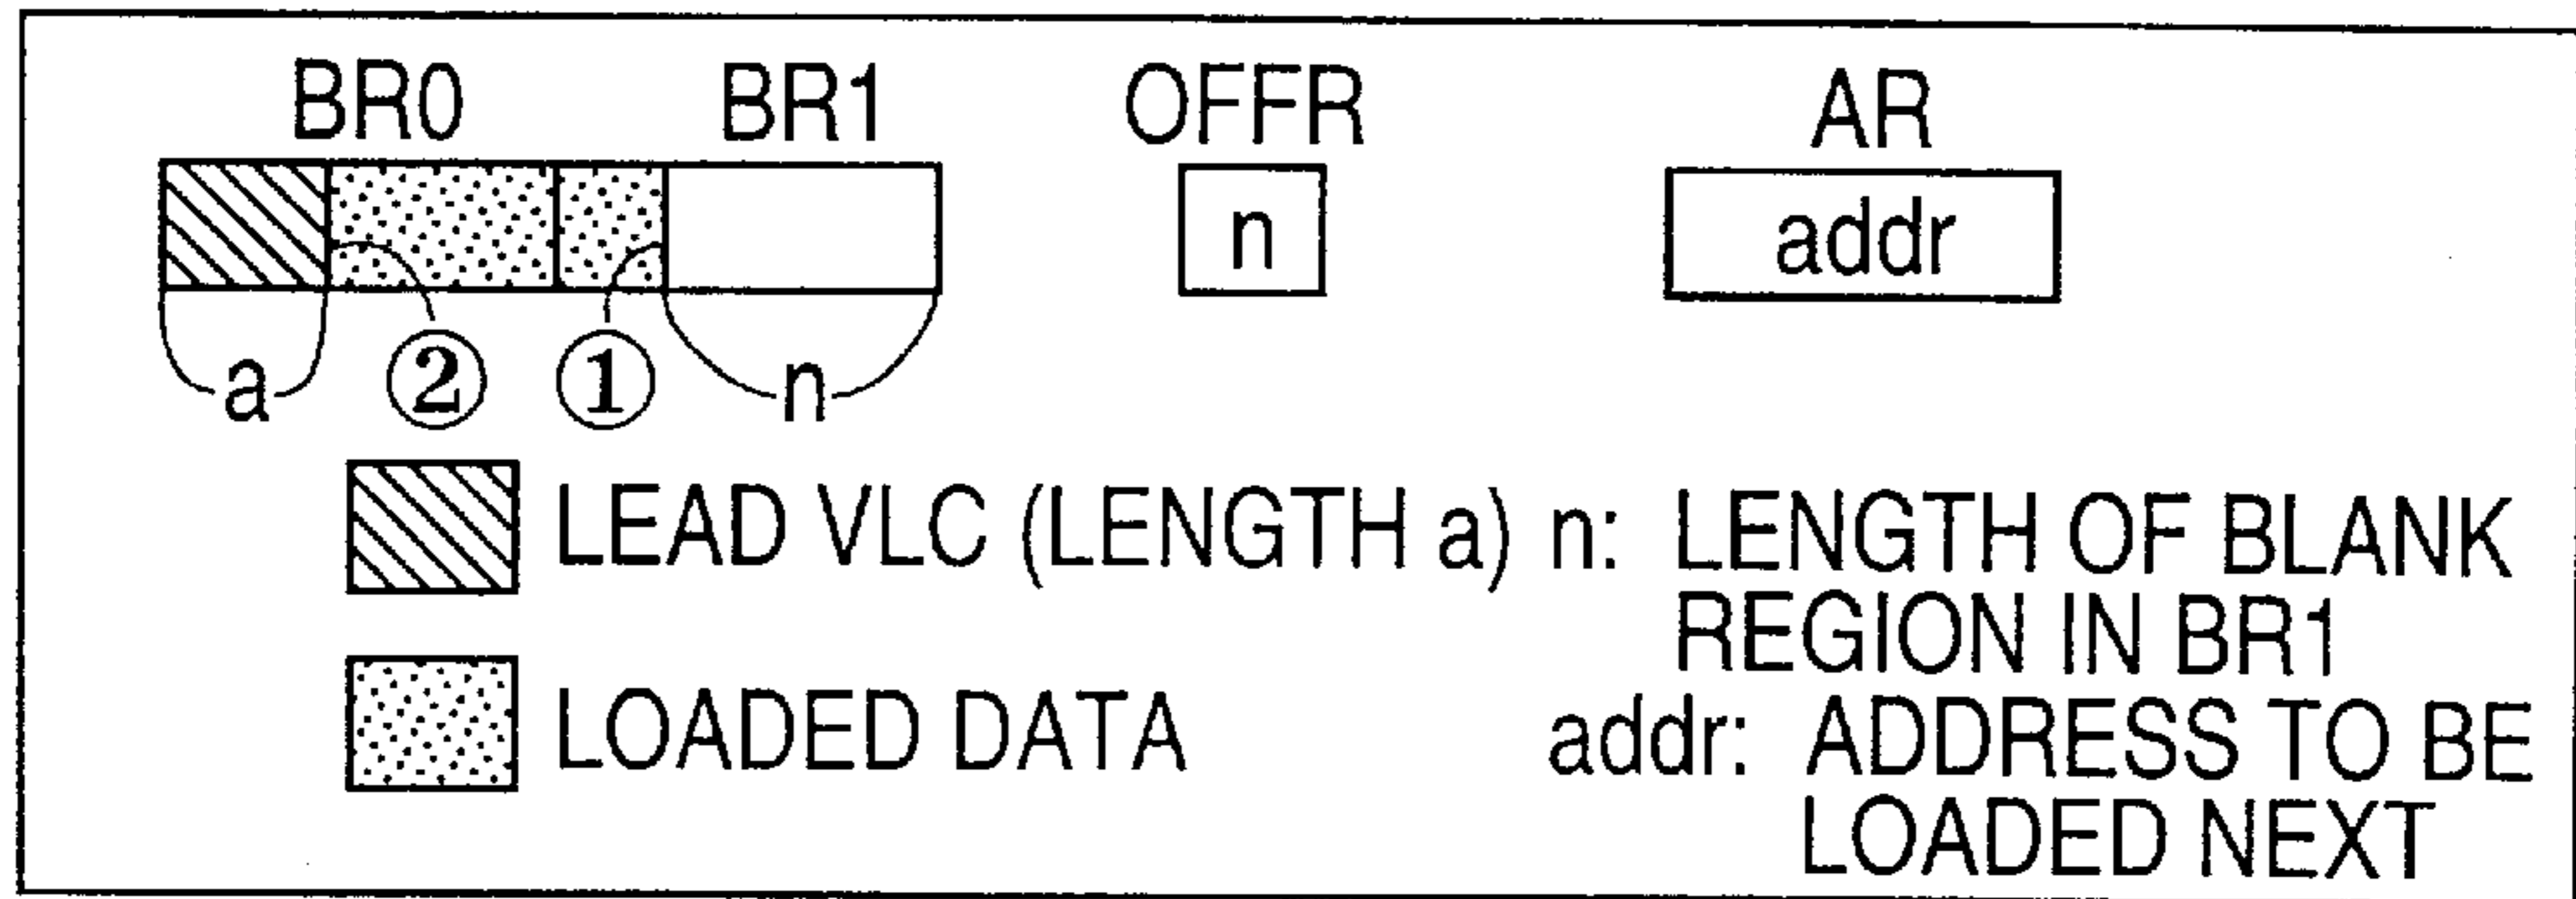 BR0 BR1 OFFR AR
n addr
a ② ① n
LEAD VLC (LENGTH a) n: LENGTH OF BLANK
REGION IN BR1
LOADED DATA addr: ADDRESS TO BE
LOADED NEXT